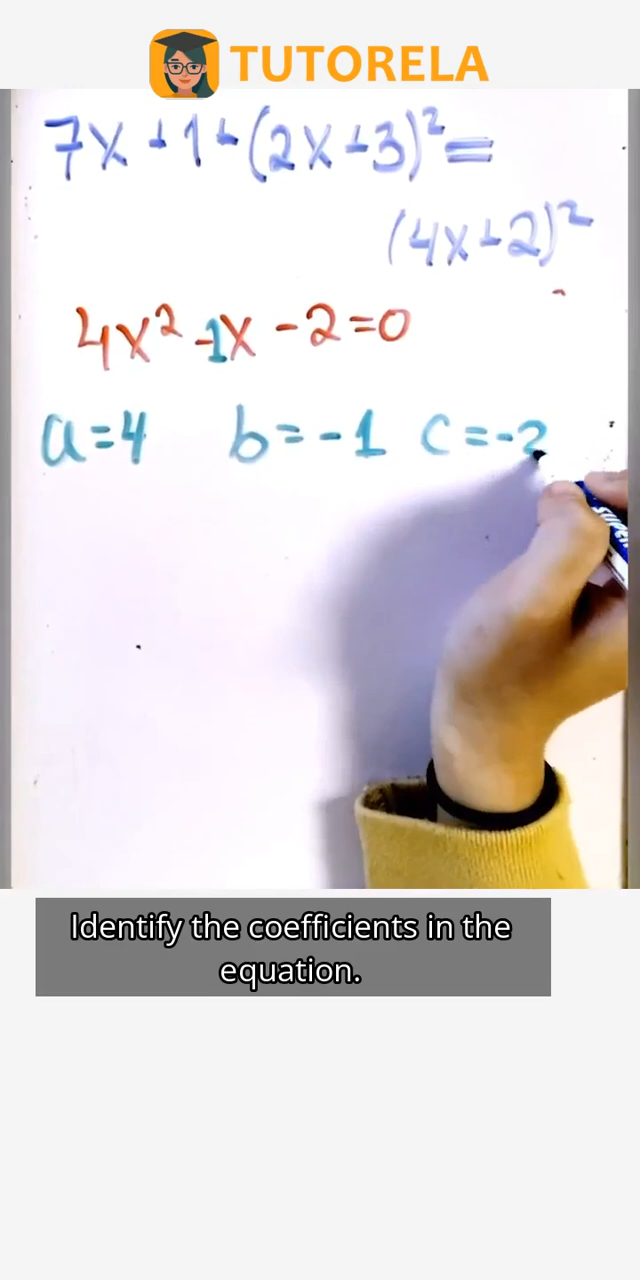 TUTORELA
7x+1+(2x+3)²=
(4x+2)²
4x²-1x-2=0
a=4 b=-1 c=-2
Identify the coefficients in the
equation.